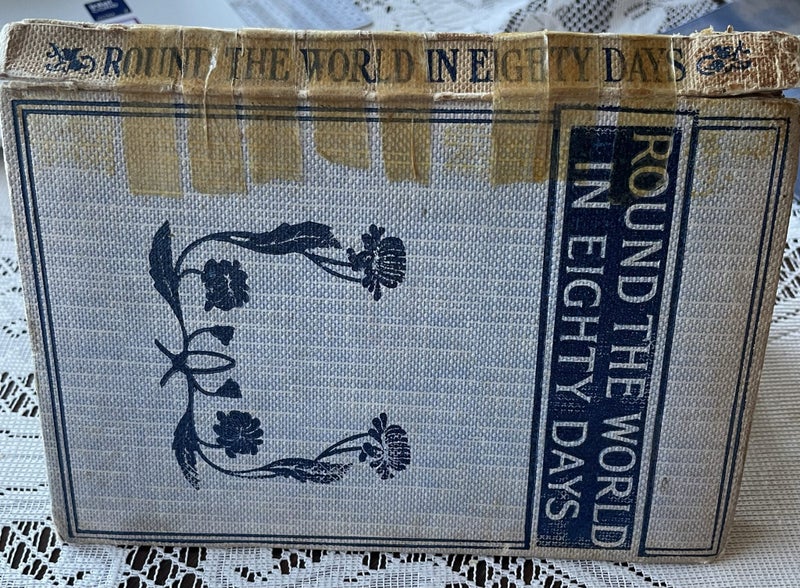 ROUND THE WORLD IN EIGHTY DAYS
ROUND THE WORLD
IN EIGHTY DAYS